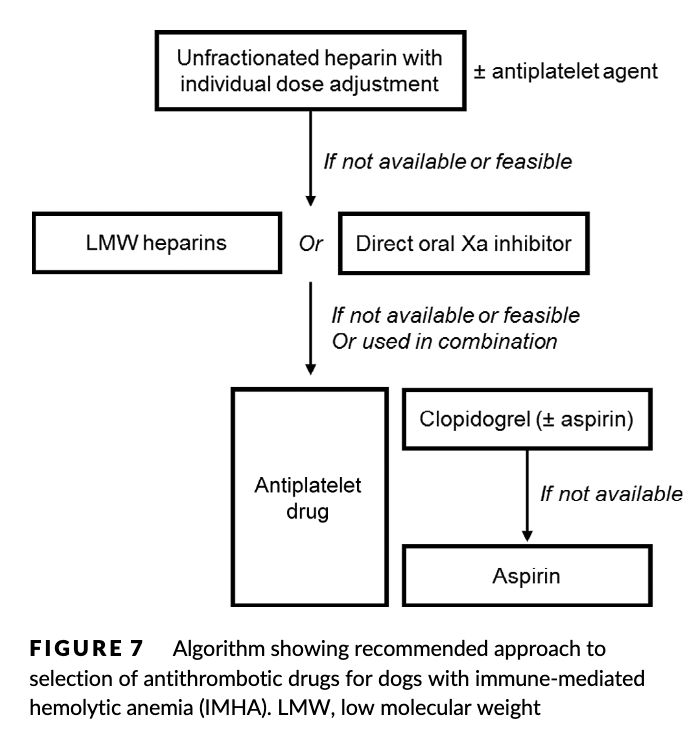 Unfractionated heparin with
individual dose adjustment
± antiplatelet agent
If not available or feasible
LMW heparins
Or
Direct oral Xa inhibitor
If not available or feasible
Or used in combination
Antiplatelet
drug
Clopidogrel (± aspirin)
If not available
Aspirin
FIGURE 7 Algorithm showing recommended approach to
selection of antithrombotic drugs for dogs with immune-mediated
hemolytic anemia (IMHA). LMW, low molecular weight